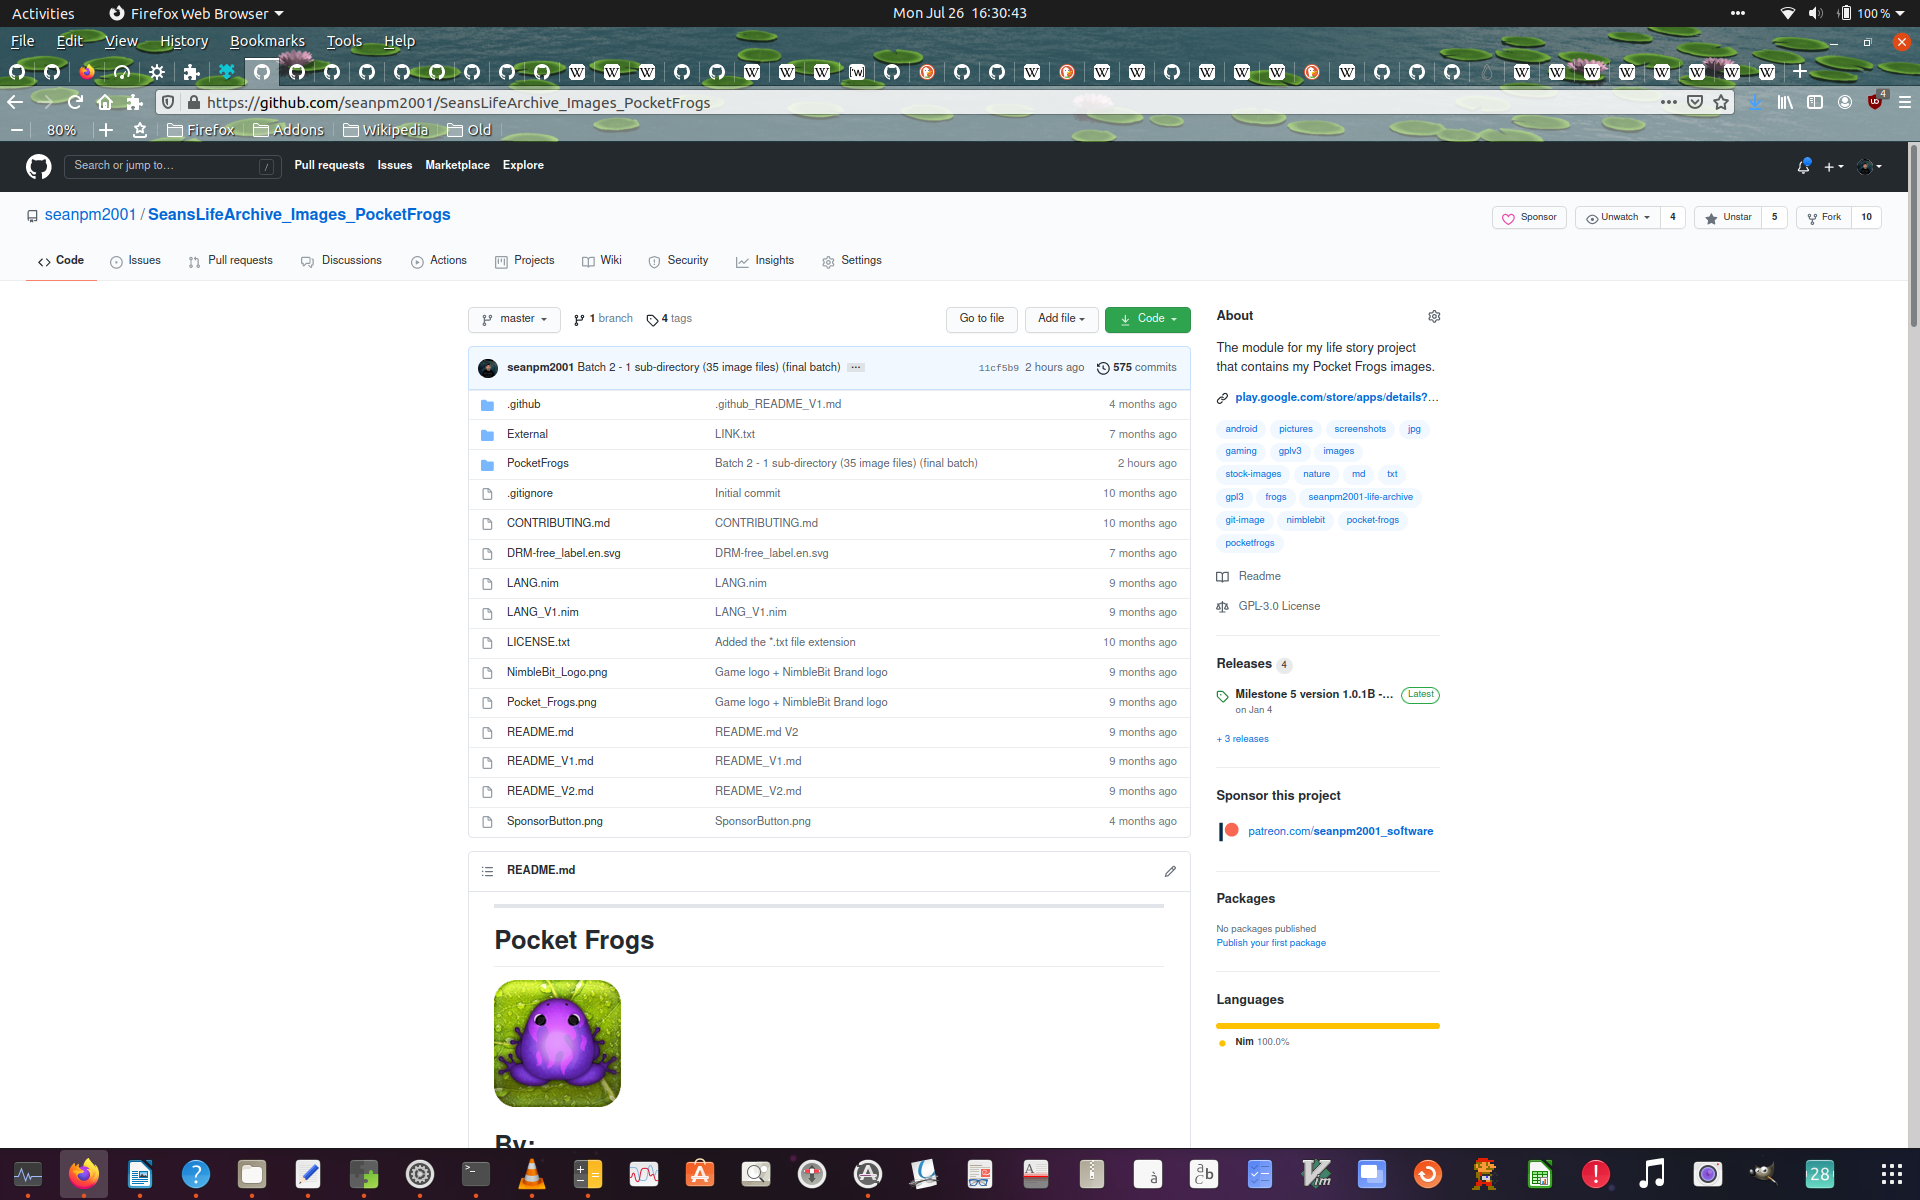 Activities Firefox Web Browser Mon Jul 26 16:30:43 100 %
File Edit View History Bookmarks Tools Help
https://github.com/seanpm2001/SeansLifeArchive_Images_PocketFrogs 4
80% Firefox Addons Wikipedia Old
Search or jump to... / Pull requests Issues Marketplace Explore
seanpm2001 / SeansLifeArchive_Images_PocketFrogs Sponsor Unwatch 4 Unstar 5 Fork 10
Code Issues Pull requests Discussions Actions Projects Wiki Security Insights Settings
master 1 branch 4 tags Go to file Add file Code
seanpm2001 Batch 2 - 1 sub-directory (35 image files) (final batch) ... 11cf5b9 2 hours ago 575 commits
.github .github_README_V1.md 4 months ago
External LINK.txt 7 months ago
PocketFrogs Batch 2 - 1 sub-directory (35 image files) (final batch) 2 hours ago
.gitignore Initial commit 10 months ago
CONTRIBUTING.md CONTRIBUTING.md 10 months ago
DRM-free_label.en.svg DRM-free_label.en.svg 7 months ago
LANG.nim LANG.nim 9 months ago
LANG_V1.nim LANG_V1.nim 9 months ago
LICENSE.txt Added the *.txt file extension 10 months ago
NimbleBit_Logo.png Game logo + NimbleBit Brand logo 9 months ago
Pocket_Frogs.png Game logo + NimbleBit Brand logo 9 months ago
README.md README.md V2 9 months ago
README_V1.md README_V1.md 9 months ago
README_V2.md README_V2.md 9 months ago
SponsorButton.png SponsorButton.png 4 months ago
README.md
Pocket Frogs
By:
About
The module for my life story project
that contains my Pocket Frogs images.
play.google.com/store/apps/details?...
android pictures screenshots jpg
gaming gplv3 images
stock-images nature md txt
gpl3 frogs seanpm2001-life-archive
git-image nimblebit pocket-frogs
pocketfrogs
Readme
GPL-3.0 License
Releases 4
Milestone 5 version 1.0.1B -... Latest
on Jan 4
+ 3 releases
Sponsor this project
patreon.com/seanpm2001_software
Packages
No packages published
Publish your first package
Languages
Nim 100.0%
28